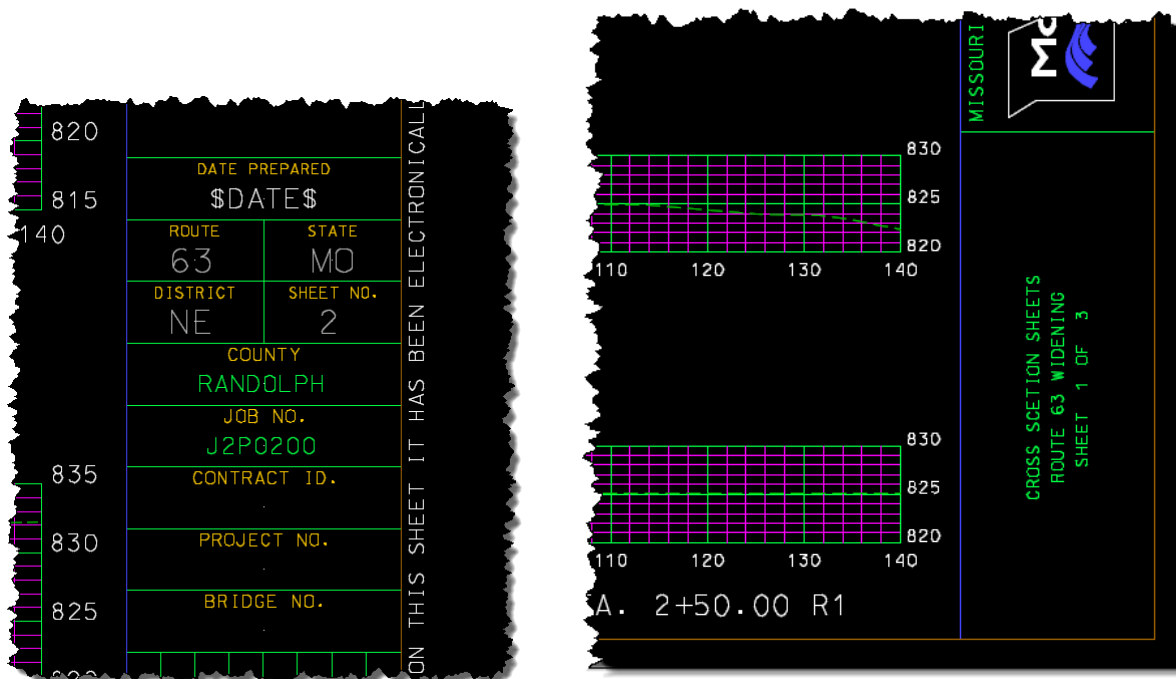 820
815
140
DATE PREPARED
$DATE$
ROUTE
STATE
63
MO
DISTRICT
SHEET NO.
NE
2
COUNTY
RANDOLPH
JOB NO.
J2P0200
CONTRACT ID.
PROJECT NO.
BRIDGE NO.
835
830
825
ON THIS SHEET IT HAS BEEN ELECTRONICALL
MISSOURI
830
825
820
110 120 130 140
830
825
820
110 120 130 140
A. 2+50.00 R1
CROSS SCETION SHEETS
ROUTE 63 WIDENING
SHEET 1 OF 3